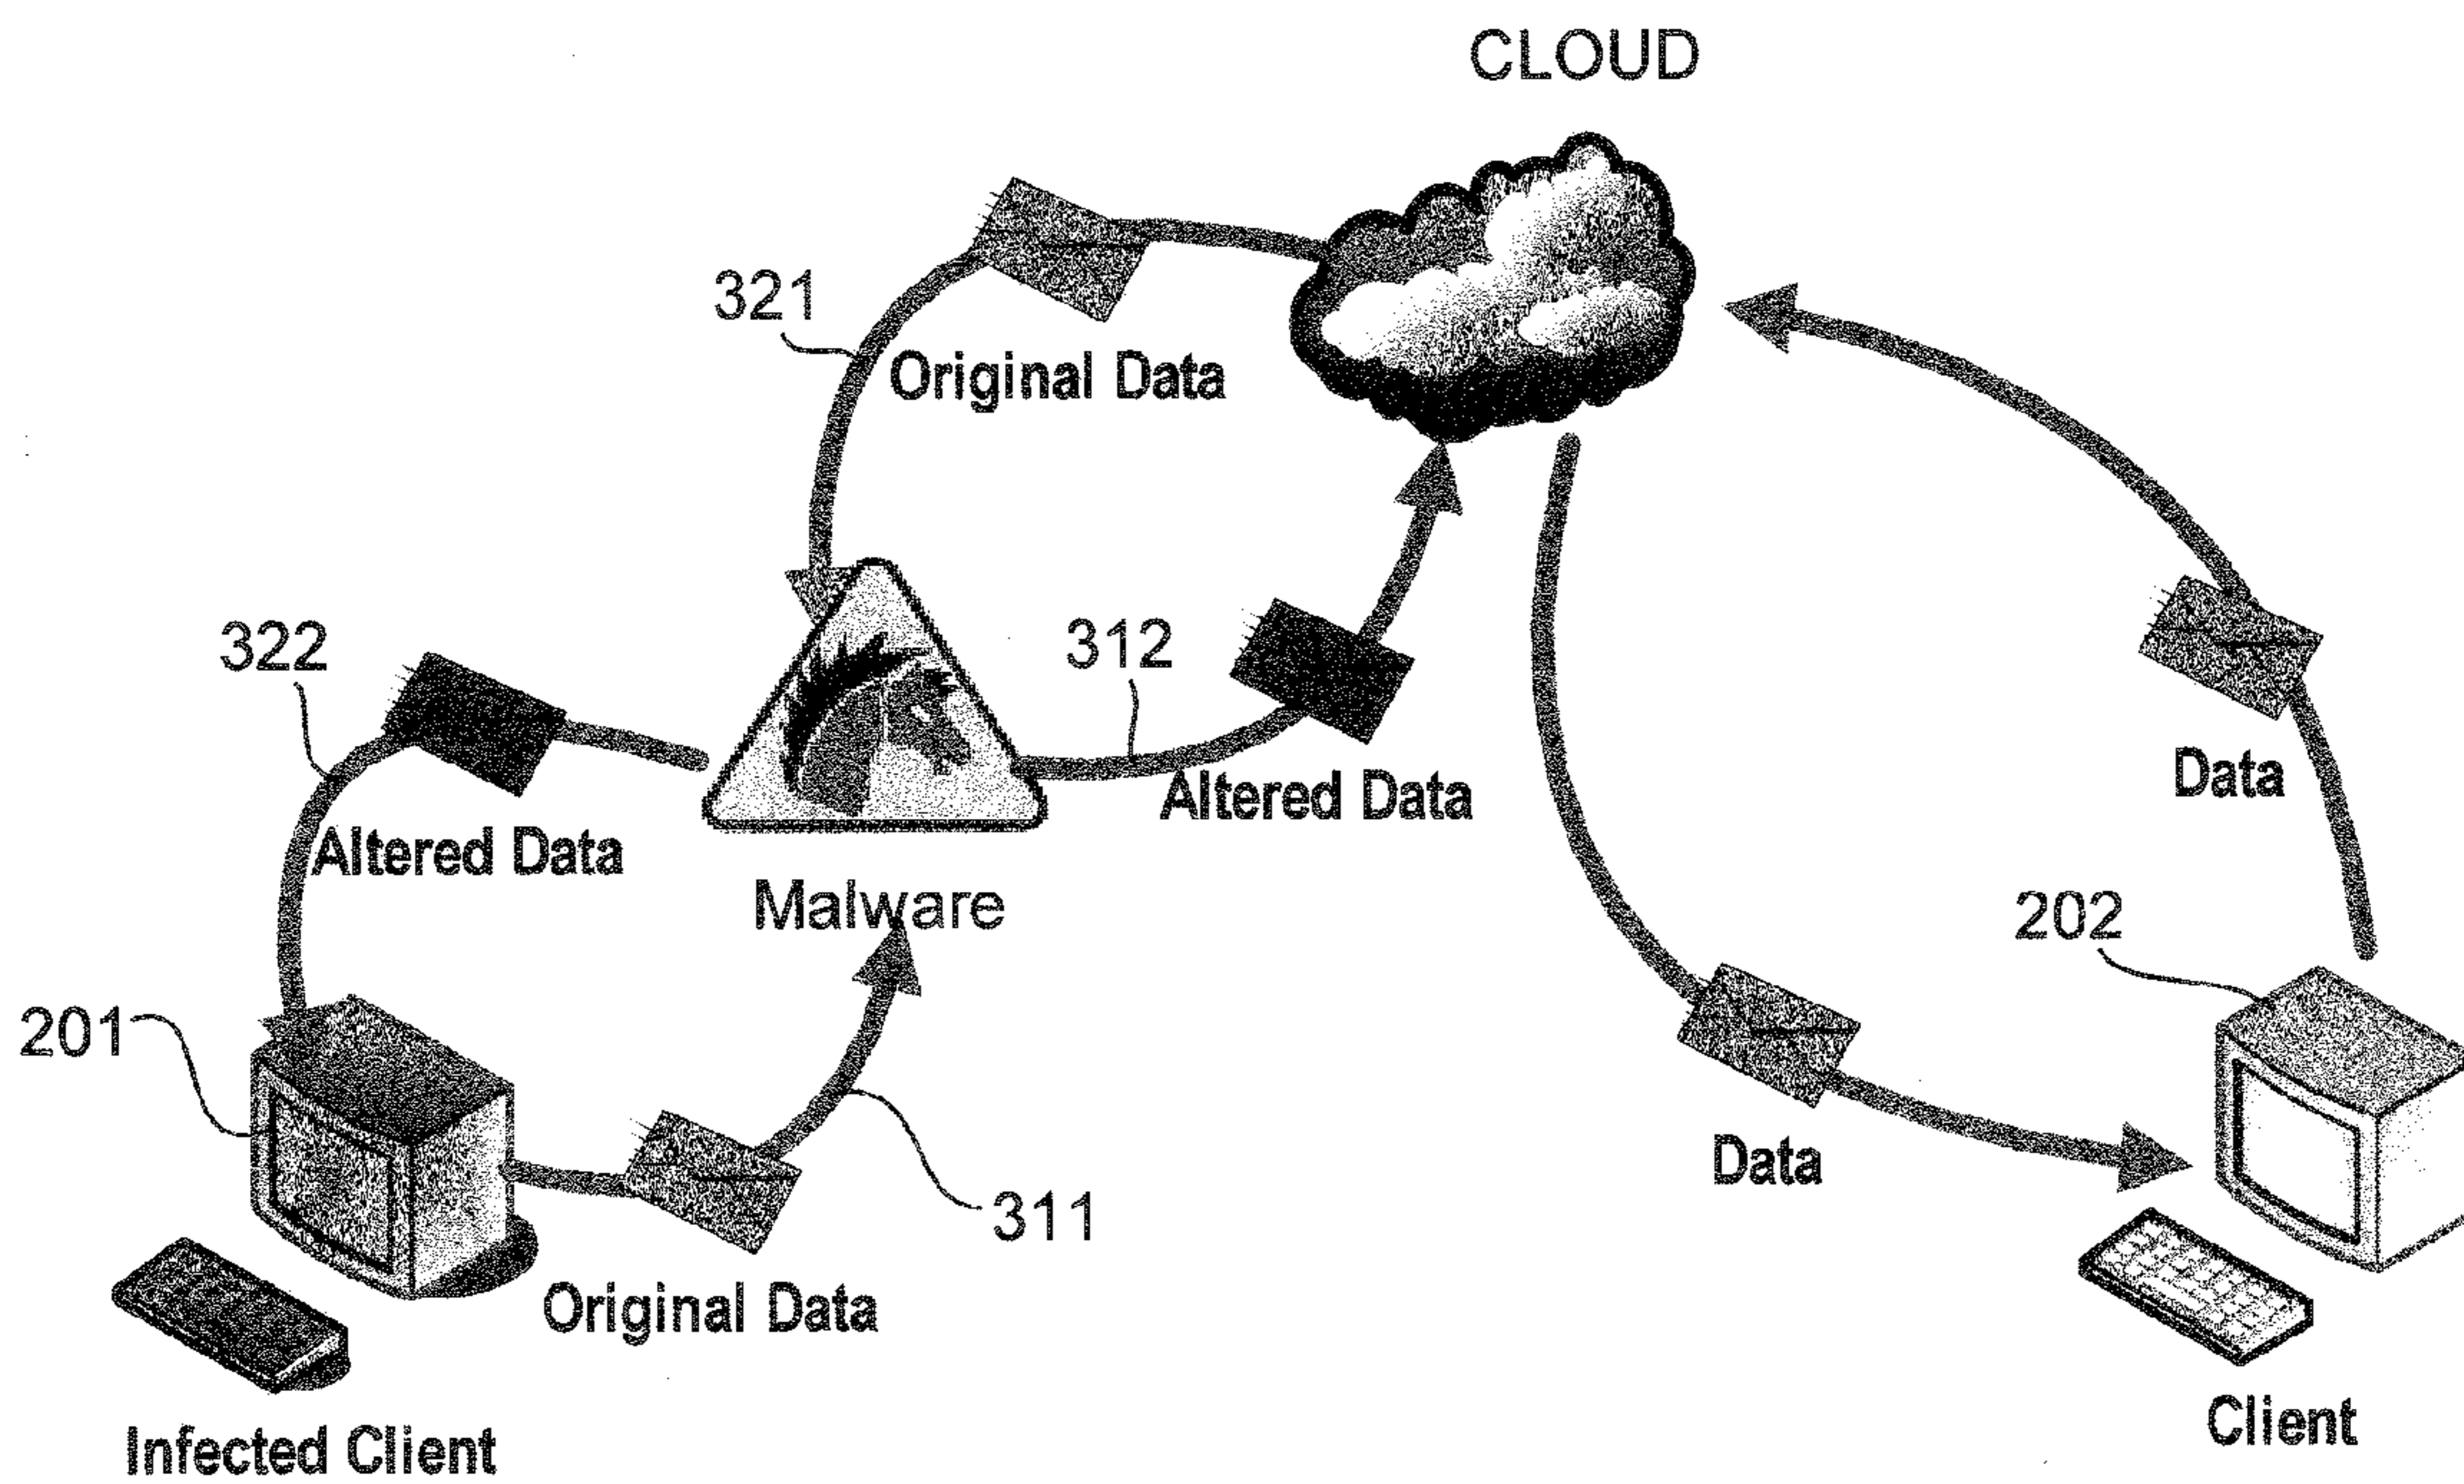 CLOUD
321
Original Data
322
312
Altered Data
Data
Altered Data
Malware
202
201
Data
311
Original Data
Client
Infected Client